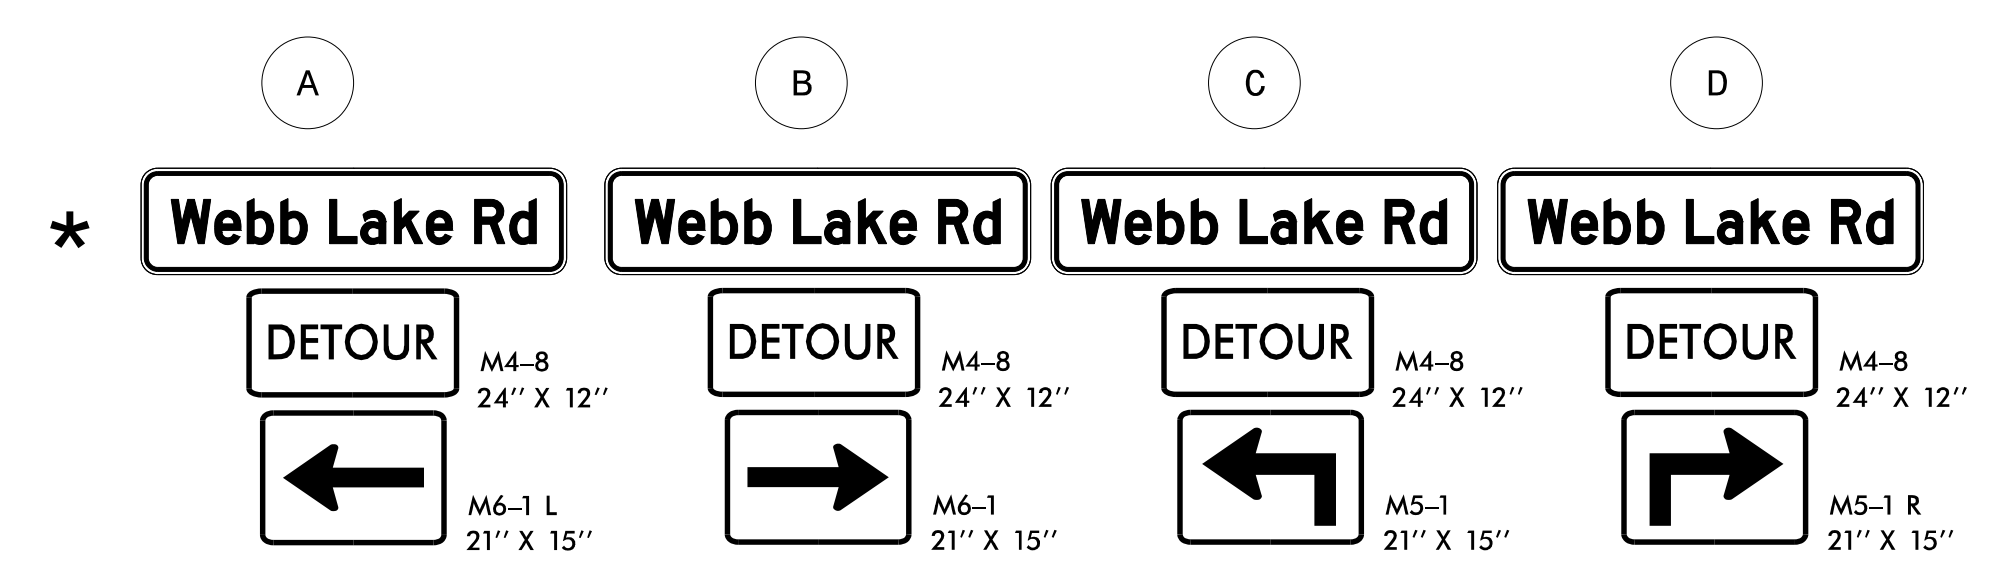 A
B
C
D
*
Webb Lake Rd
Webb Lake Rd
Webb Lake Rd
Webb Lake Rd
DETOUR
M4-8
24'' X 12''
DETOUR
M4-8
24'' X 12''
DETOUR
M4-8
24'' X 12''
DETOUR
M4-8
24'' X 12''
M6-1 L
21'' X 15''
M6-1
21'' X 15''
M5-1
21'' X 15''
M5-1 R
21'' X 15''